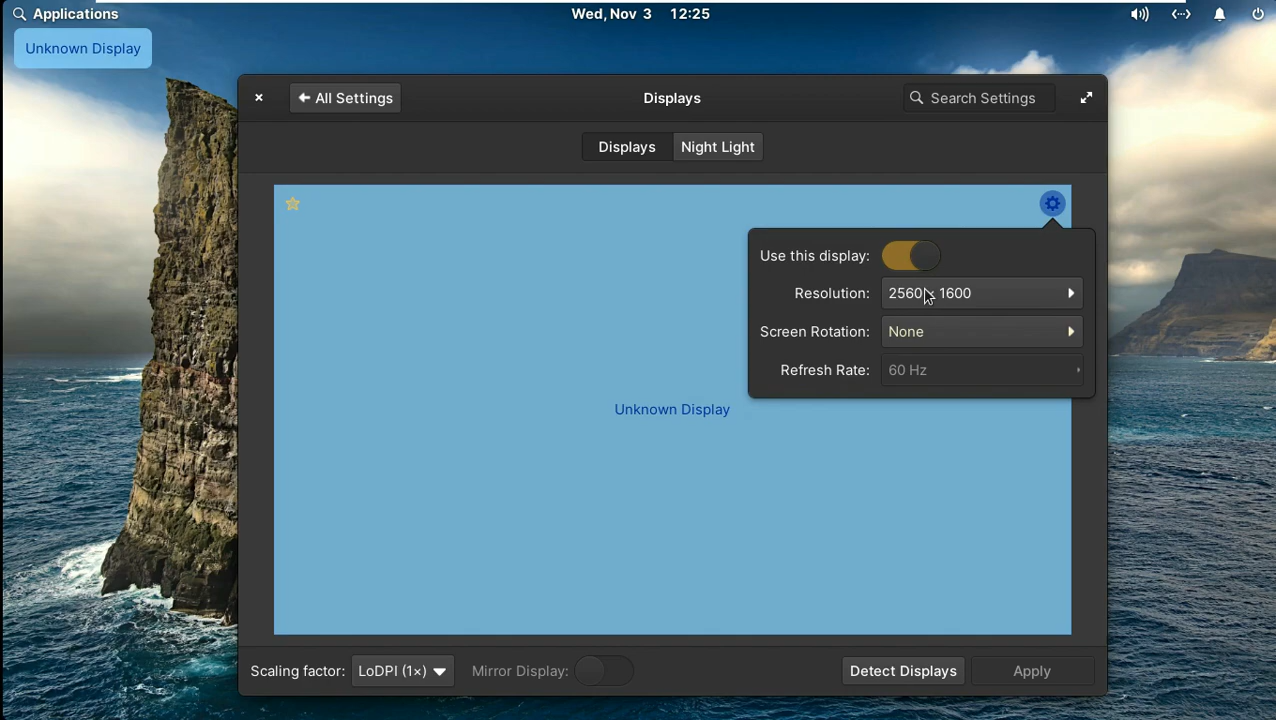 Applications
Wed, Nov 3 12:25
Unknown Display
All Settings
Displays
Search Settings
Displays
Night Light
Use this display:
Resolution: 2560 x 1600
Screen Rotation: None
Refresh Rate: 60 Hz
Unknown Display
Scaling factor: LoDPI (1×)
Mirror Display:
Detect Displays
Apply